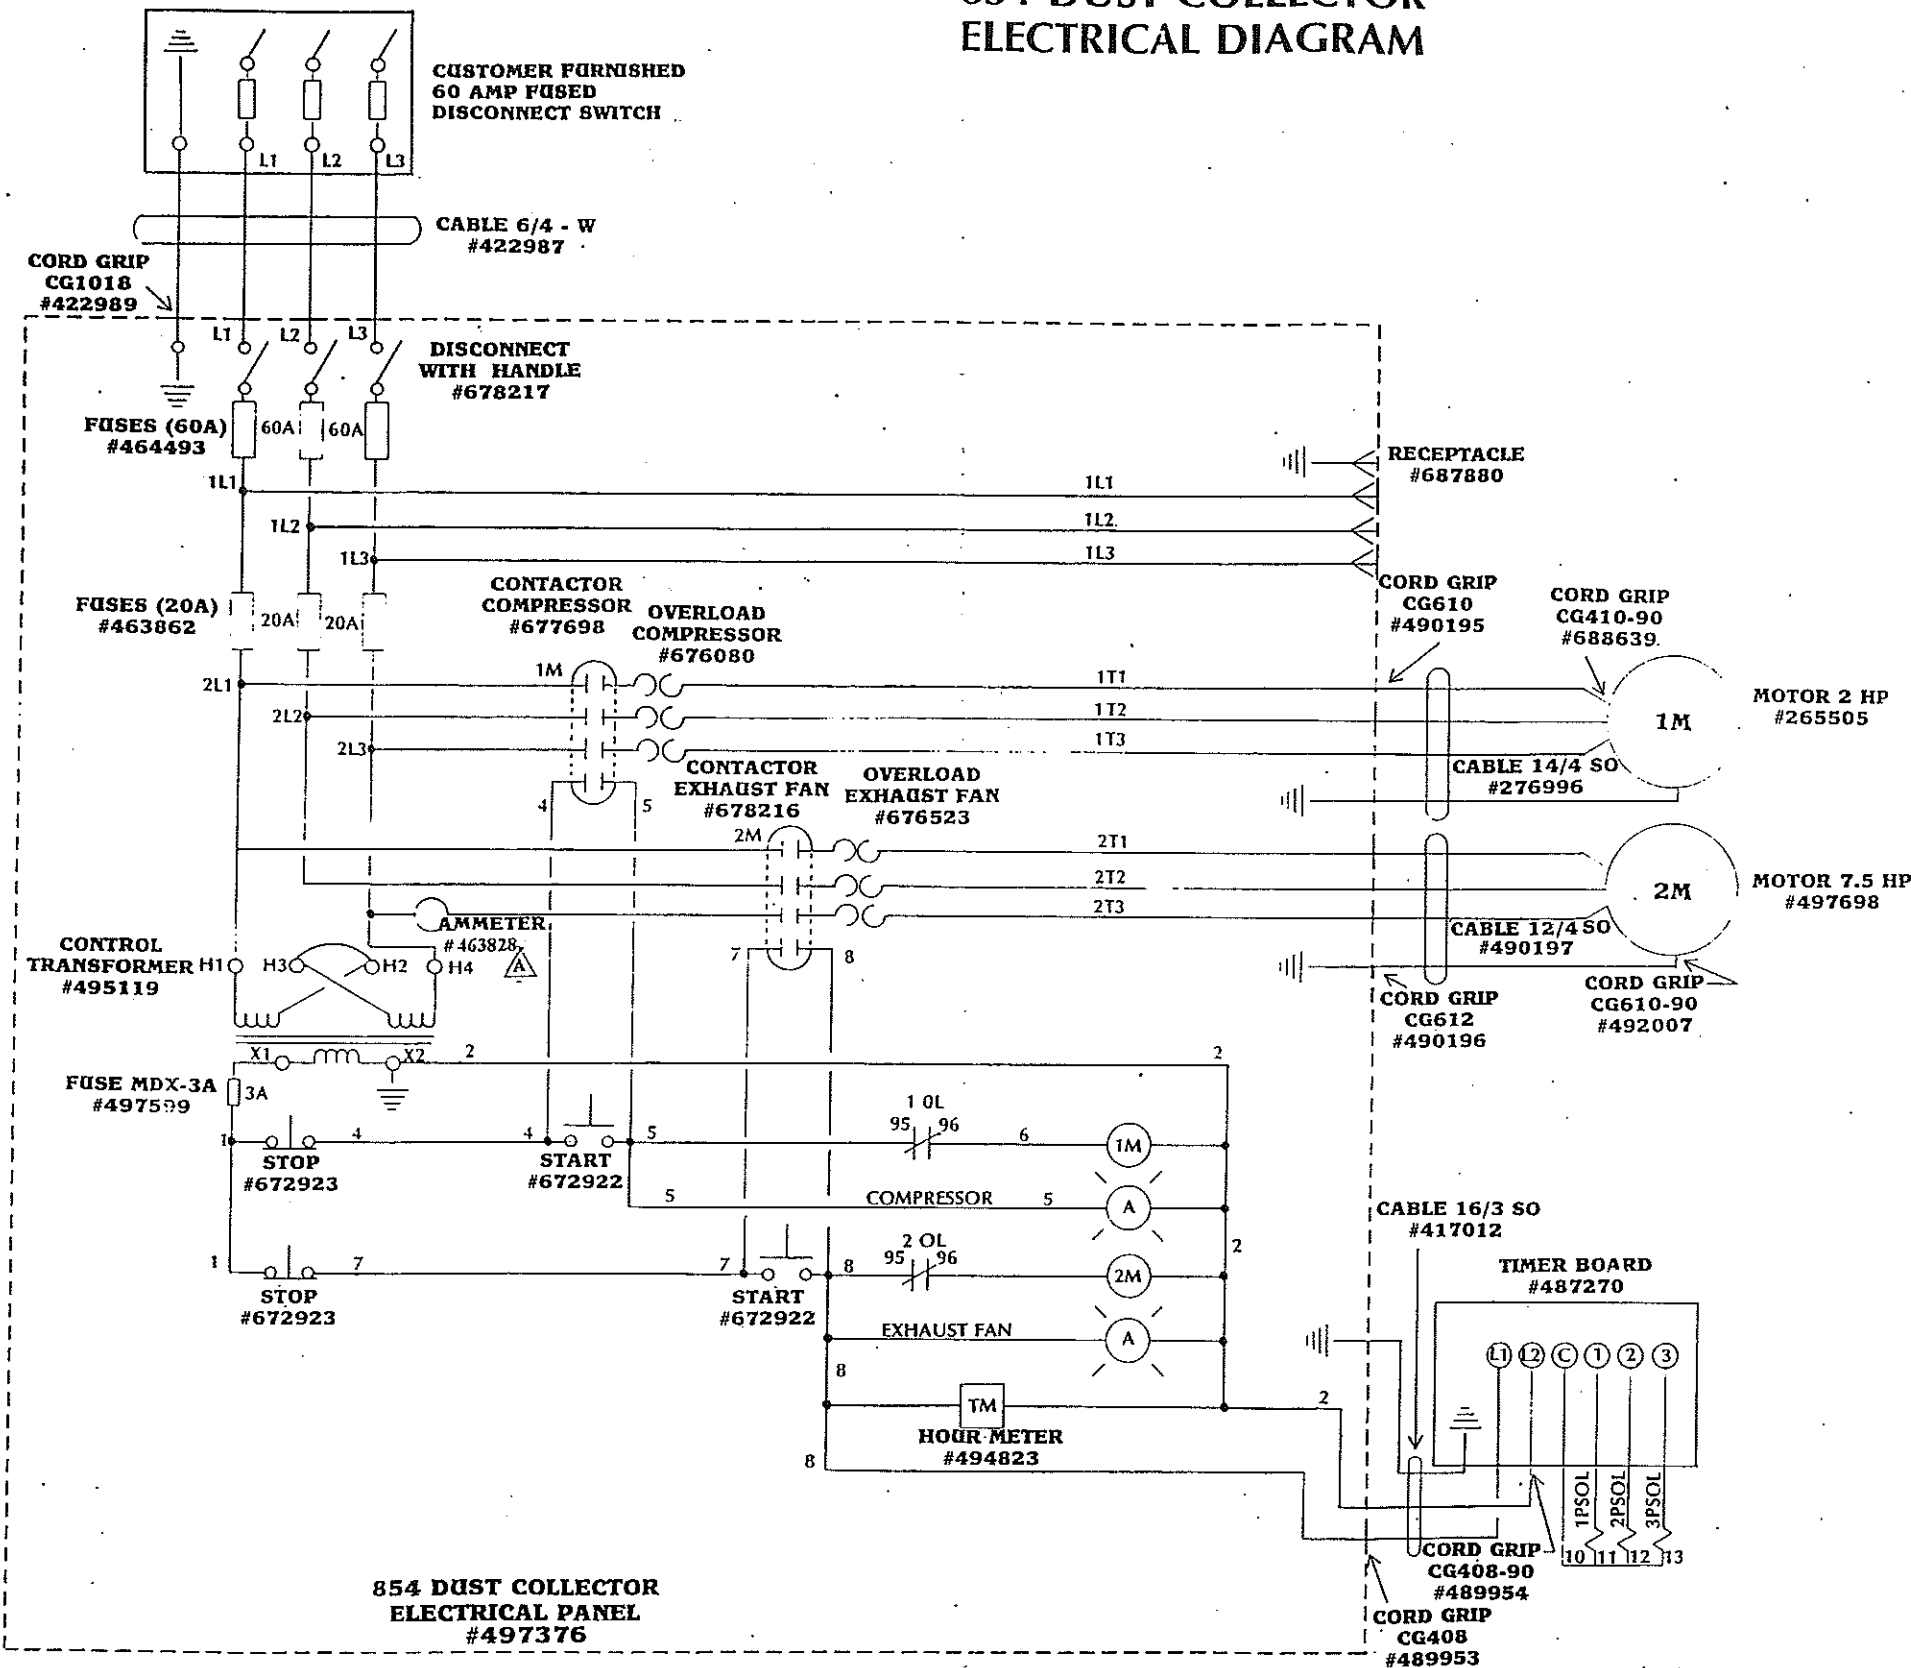 ELECTRICAL DIAGRAM
CUSTOMER FURNISHED
60 AMP FUSED
DISCONNECT SWITCH
L1
L2
L3
CABLE 6/4 - W
#422987
CORD GRIP
CG1018
#422989
L1
L2
L3
DISCONNECT
WITH HANDLE
#678217
FUSES (60A)
#464493
60A
60A
RECEPTACLE
#687880
1L1
1L1
1L2
1L2
1L3
1L3
FUSES (20A)
#463862
20A
20A
CONTACTOR
COMPRESSOR
#677698
OVERLOAD
COMPRESSOR
#676080
CORD GRIP
CG610
#490195
CORD GRIP
CG410-90
#688639
2L1
1M
1T1
2L2
1T2
2L3
1T3
1M
MOTOR 2 HP
#265505
CABLE 14/4 SO
#276996
4
5
CONTACTOR
EXHAUST FAN
#678216
OVERLOAD
EXHAUST FAN
#676523
2M
2T1
2T2
2T3
2M
MOTOR 7.5 HP
#497698
CABLE 12/4 SO
#490197
AMMETER
#463828
A
7
8
CONTROL
TRANSFORMER
#495119
H1
H3
H2
H4
CORD GRIP
CG612
#490196
CORD GRIP
CG610-90
#492007
X1
X2
2
2
FUSE MDX-3A
#497599
3A
1
4
4
5
1 OL
95
96
6
1M
STOP
#672923
START
#672922
5
COMPRESSOR
5
A
2
1
7
7
8
2 OL
95
96
2M
STOP
#672923
START
#672922
EXHAUST FAN
A
8
TM
HOUR METER
#494823
2
8
CABLE 16/3 SO
#417012
TIMER BOARD
#487270
L1
L2
C
1
2
3
1PSOL
2PSOL
3PSOL
10
11
12
13
CORD GRIP
CG408-90
#489954
CORD GRIP
CG408
#489953
854 DUST COLLECTOR
ELECTRICAL PANEL
#497376